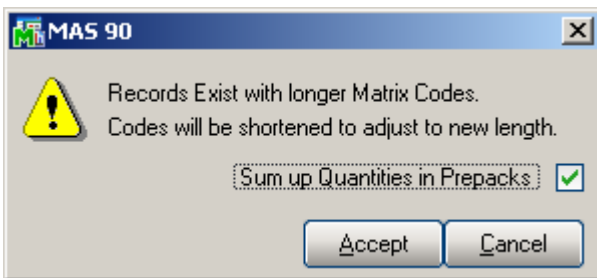 MAS 90
Records Exist with longer Matrix Codes.
Codes will be shortened to adjust to new length.
Sum up Quantities in Prepacks
Accept Cancel